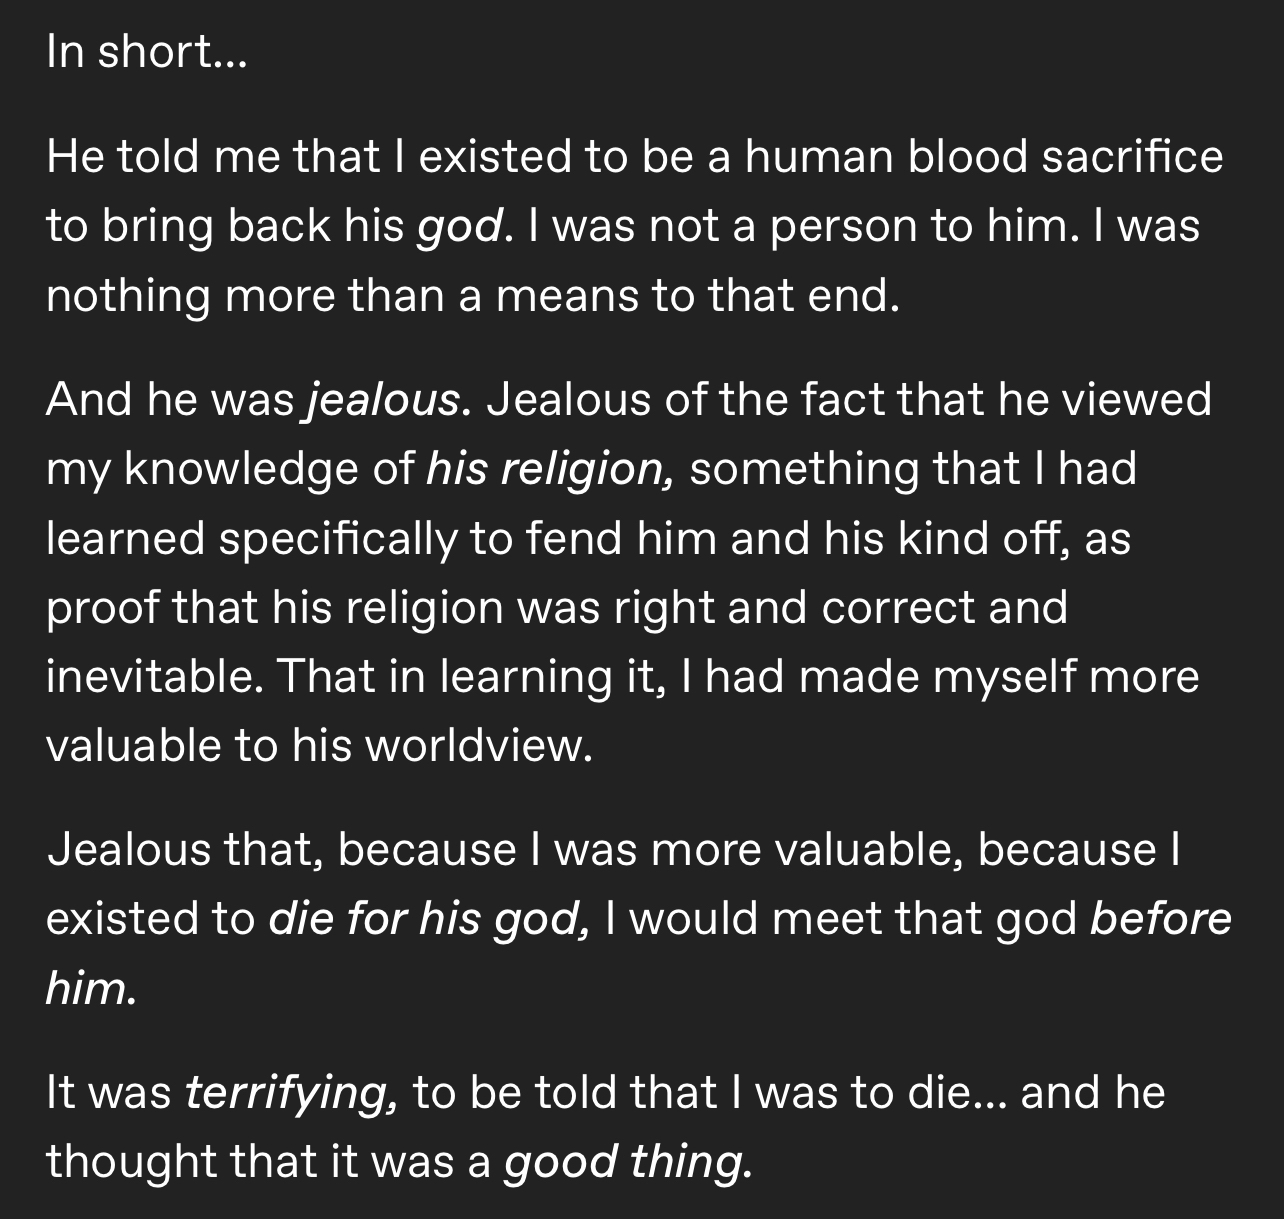 In short...
He told me that I existed to be a human blood sacrifice
to bring back his god. I was not a person to him. I was
nothing more than a means to that end.
And he was jealous. Jealous of the fact that he viewed
my knowledge of his religion, something that I had
learned specifically to fend him and his kind off, as
proof that his religion was right and correct and
inevitable. That in learning it, I had made myself more
valuable to his worldview.
Jealous that, because I was more valuable, because I
existed to die for his god, I would meet that god before
him.
It was terrifying, to be told that I was to die... and he
thought that it was a good thing.